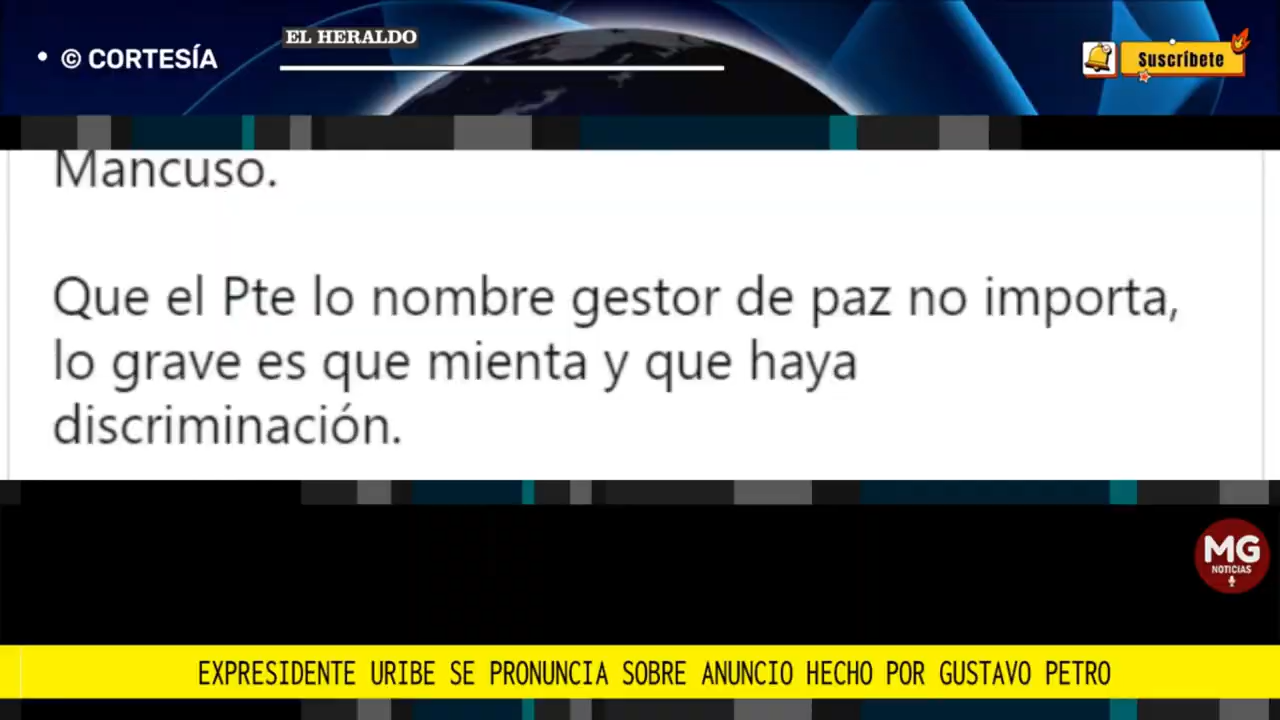 • © CORTESÍA
EL HERALDO
Suscríbete
Mancuso.
Que el Pte lo nombre gestor de paz no importa,
lo grave es que mienta y que haya
discriminación.
MG
NOTICIAS
EXPRESIDENTE URIBE SE PRONUNCIA SOBRE ANUNCIO HECHO POR GUSTAVO PETRO